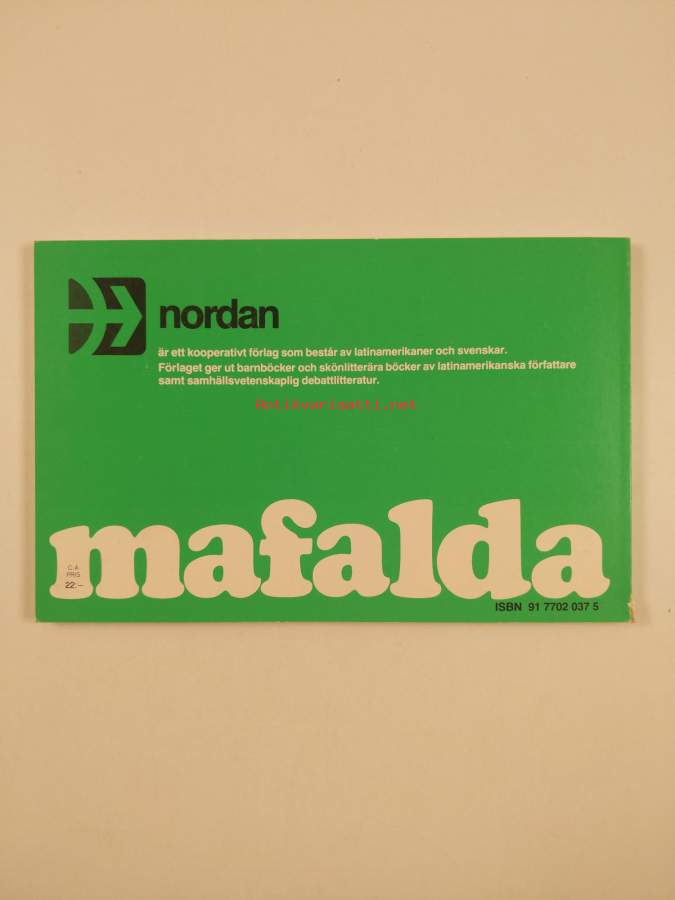 nordan
är ett kooperativt förlag som består av latinamerikaner och svenskar.
Förlaget ger ut barnböcker och skönlitterära böcker av latinamerikanska författare
samt samhällsvetenskaplig debattlitteratur.
Antikvariaatti.net
mafalda
C:A
PRIS
22:—
ISBN 91 7702 037 5